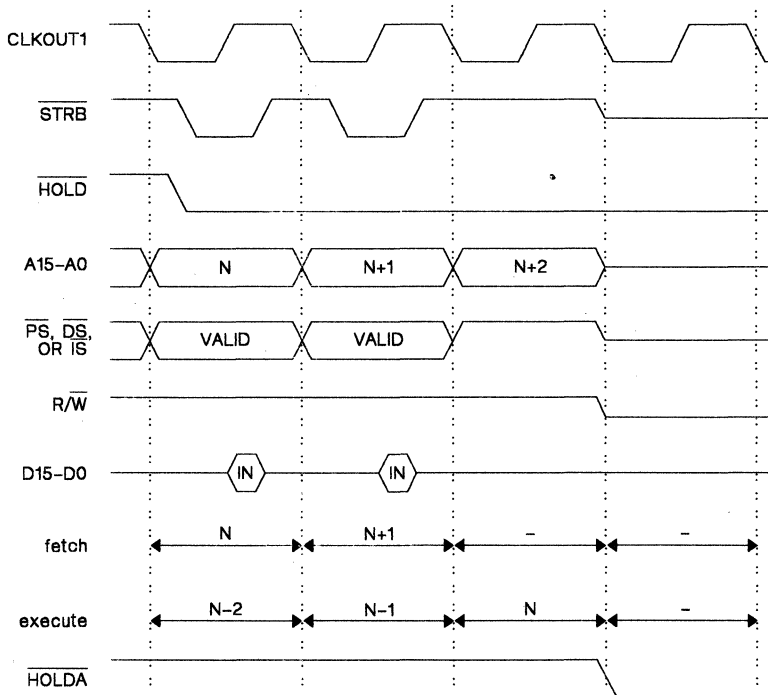 CLKOUT1
STRB
HOLD
A15-A0 N N+1 N+2
PS, DS, OR IS VALID VALID
R/W
D15-D0 IN IN
fetch N N+1 - -
execute N-2 N-1 N -
HOLDA